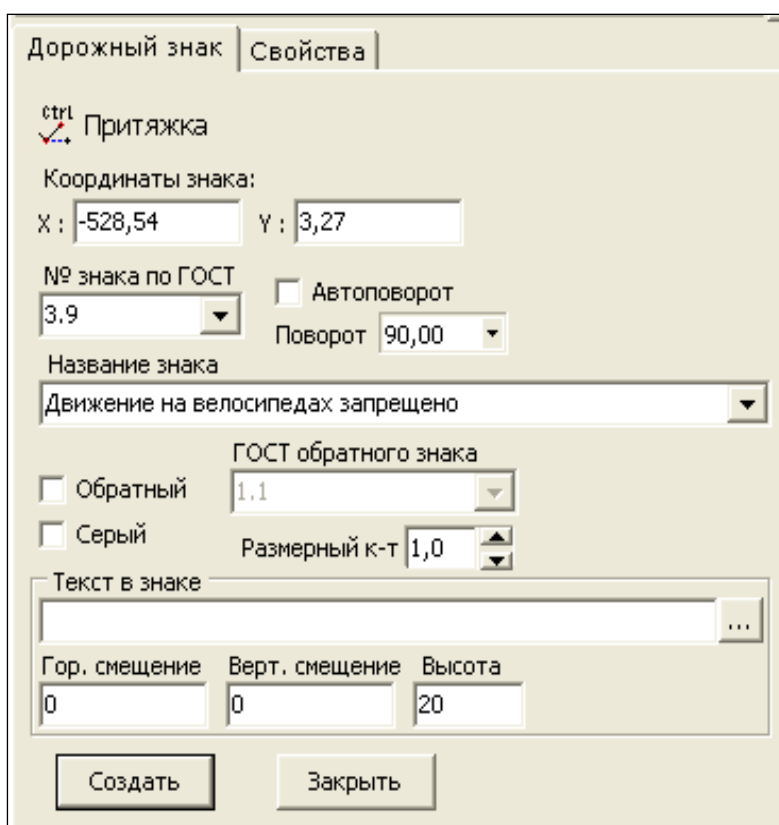 Дорожный знак Свойства
ctrl Притяжка
Координаты знака:
X : -528,54 Y : 3,27
№ знака по ГОСТ
Автоповорот
3.9
Поворот 90,00
Название знака
Движение на велосипедах запрещено
ГОСТ обратного знака
Обратный 1.1
Серый
Размерный к-т 1,0
Текст в знаке
...
Гор. смещение Верт. смещение Высота
0 0 20
Создать Закрыть